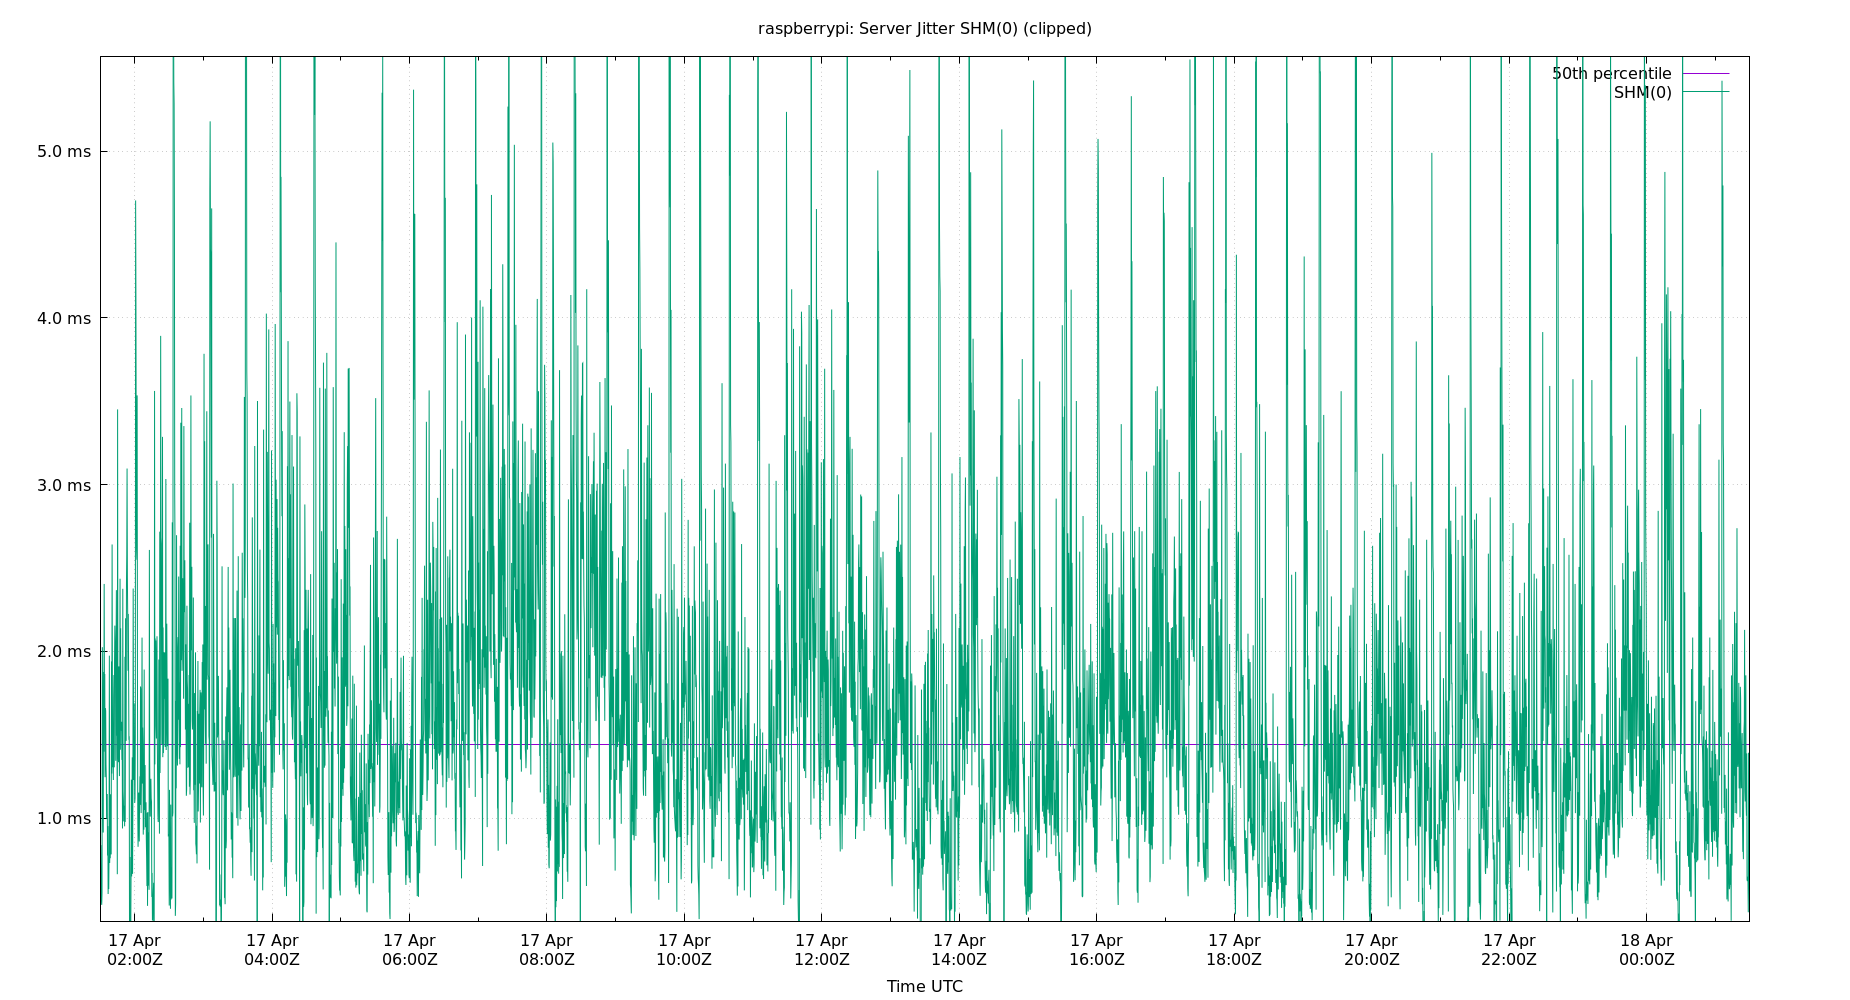 raspberrypi: Server Jitter SHM(0) (clipped)
50th percentile
SHM(0)
5.0 ms
4.0 ms
3.0 ms
2.0 ms
1.0 ms
17 Apr 17 Apr 17 Apr 17 Apr 17 Apr 17 Apr 17 Apr 17 Apr 17 Apr 17 Apr 17 Apr 18 Apr
02:00Z 04:00Z 06:00Z 08:00Z 10:00Z 12:00Z 14:00Z 16:00Z 18:00Z 20:00Z 22:00Z 00:00Z
Time UTC